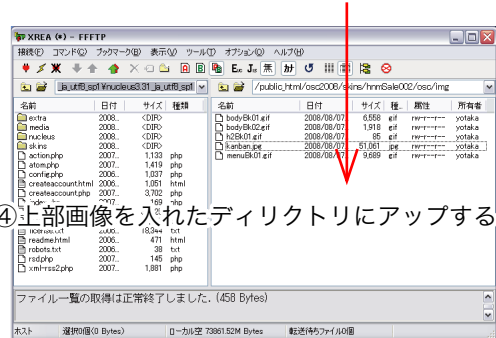 XREA (*) - FFFTP
接続(F) コマンド(C) ブックマーク(B) 表示(V) ツール(T) オプション(O) ヘルプ(H)
/public_html/osc2008/skins/hnmSale002/osc/img
名前 日付 サイズ 種類 名前 日付 サイズ 種.. 属性 所有者
extra 2008.. <DIR> bodyBk01.gif 2008/08/07 6,558 gif rw-r--r-- yotaka
media 2008.. <DIR> bodyBk02.gif 2008/08/07 1,918 gif rw-r--r-- yotaka
nucleus 2008.. <DIR> h2Bk01.gif 2008/08/07 85 gif rw-r--r-- yotaka
skins 2008.. <DIR> kanban.jpg 2008/08/07 51,061 jpg rw-r--r-- yotaka
action.php 2007.. 1,133 php menuBk01.gif 2008/08/07 9,689 gif rw-r--r-- yotaka
atom.php 2007.. 1,419 php
config.php 2006.. 1,037 php
createaccount.html 2006.. 1,051 html
createaccount.php 2007.. 3,702 php
④上部画像を入れたディリクトリにアップする
license.txt 2006.. 18,344 txt
readme.html 2006.. 471 html
robots.txt 2006.. 38 txt
rsd.php 2007.. 145 php
xml-rss2.php 2006.. 1,881 php
ファイル一覧の取得は正常終了しました. (458 Bytes)
ホスト 選択0個(0 Bytes) ローカル空 73861.52M Bytes 転送待ちファイル0個